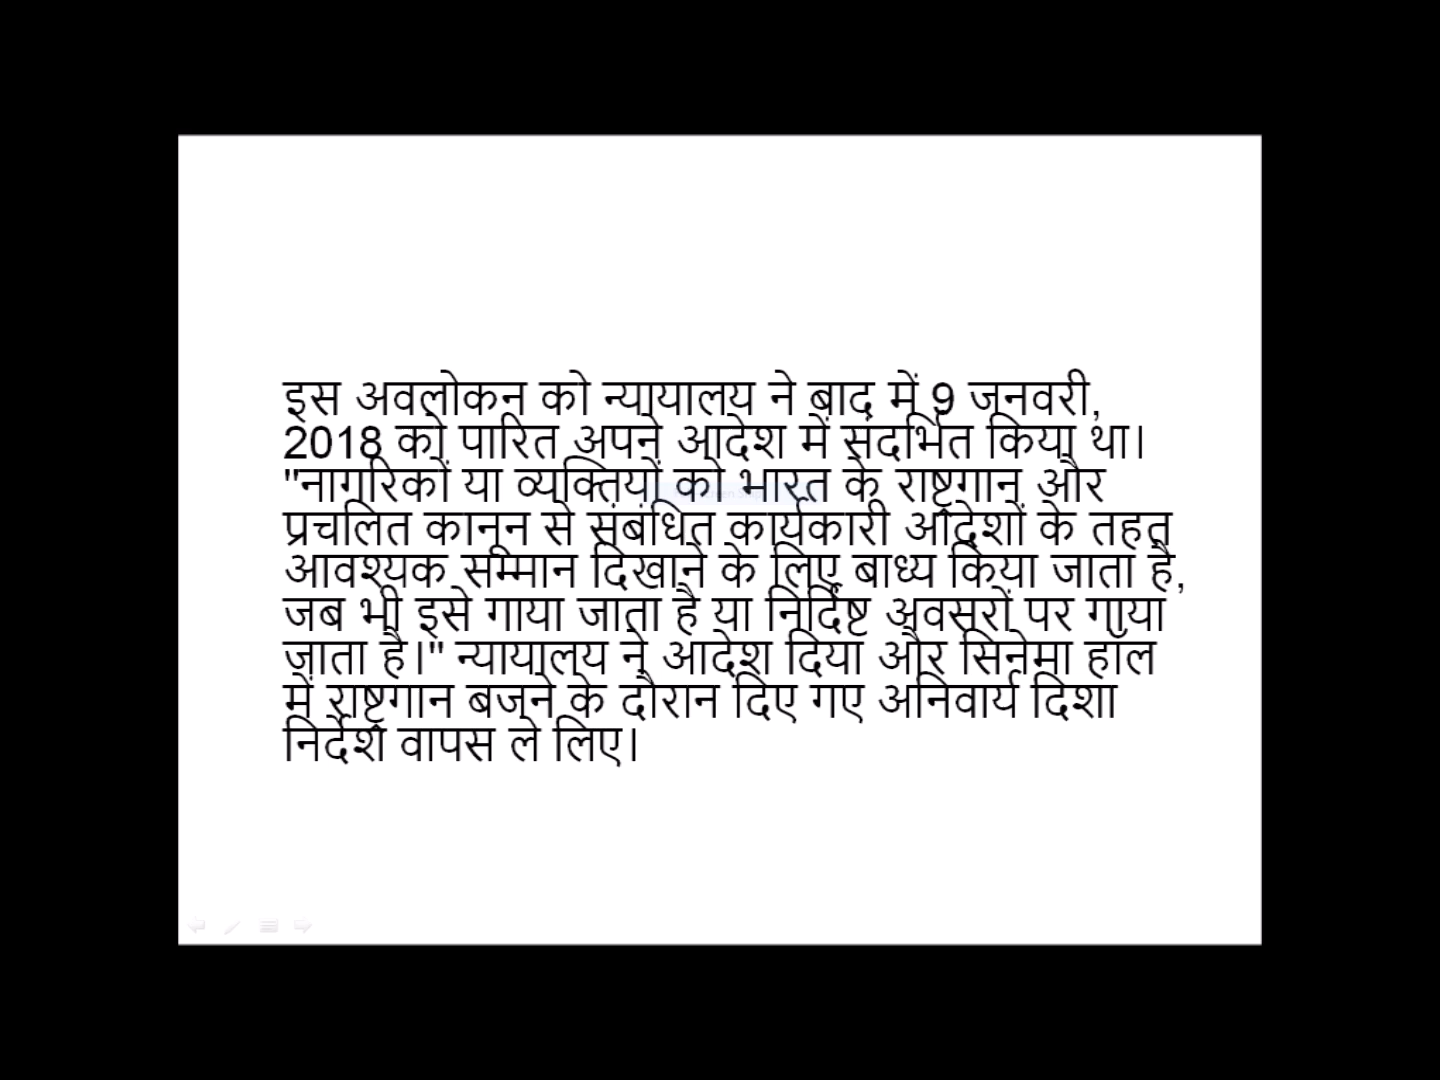 इस अवलोकन को न्यायालय ने बाद में 9 जनवरी,
2018 को पारित अपने आदेश में संदर्भित किया था।
"नागरिकों या व्यक्तियों को भारत के राष्ट्रगान और
प्रचलित कानून से संबंधित कार्यकारी आदेशों के तहत
आवश्यक सम्मान दिखाने के लिए बाध्य किया जाता है,
जब भी इसे गाया जाता है या निर्दिष्ट अवसरों पर गाया
जाता है।" न्यायालय ने आदेश दिया और सिनेमा हॉल
में राष्ट्रगान बजने के दौरान दिए गए अनिवार्य दिशा
निर्देश वापस ले लिए।